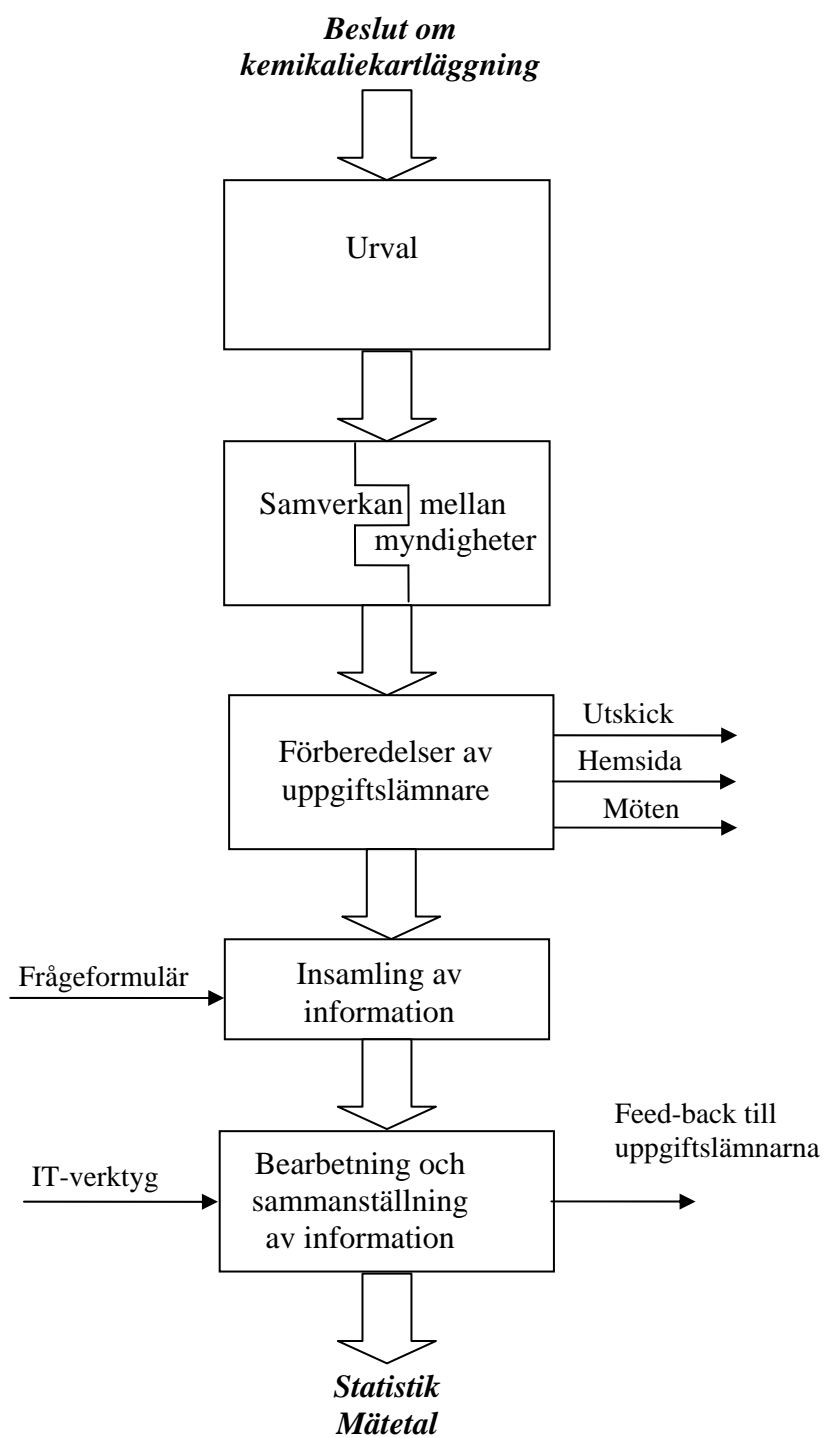 Beslut om
kemikaliekartläggning
Urval
Samverkan mellan
myndigheter
Förberedelser av
uppgiftslämnare
Utskick
Hemsida
Möten
Frågeformulär
Insamling av
information
IT-verktyg
Bearbetning och
sammanställning
av information
Feed-back till
uppgiftslämnarna
Statistik
Mätetal